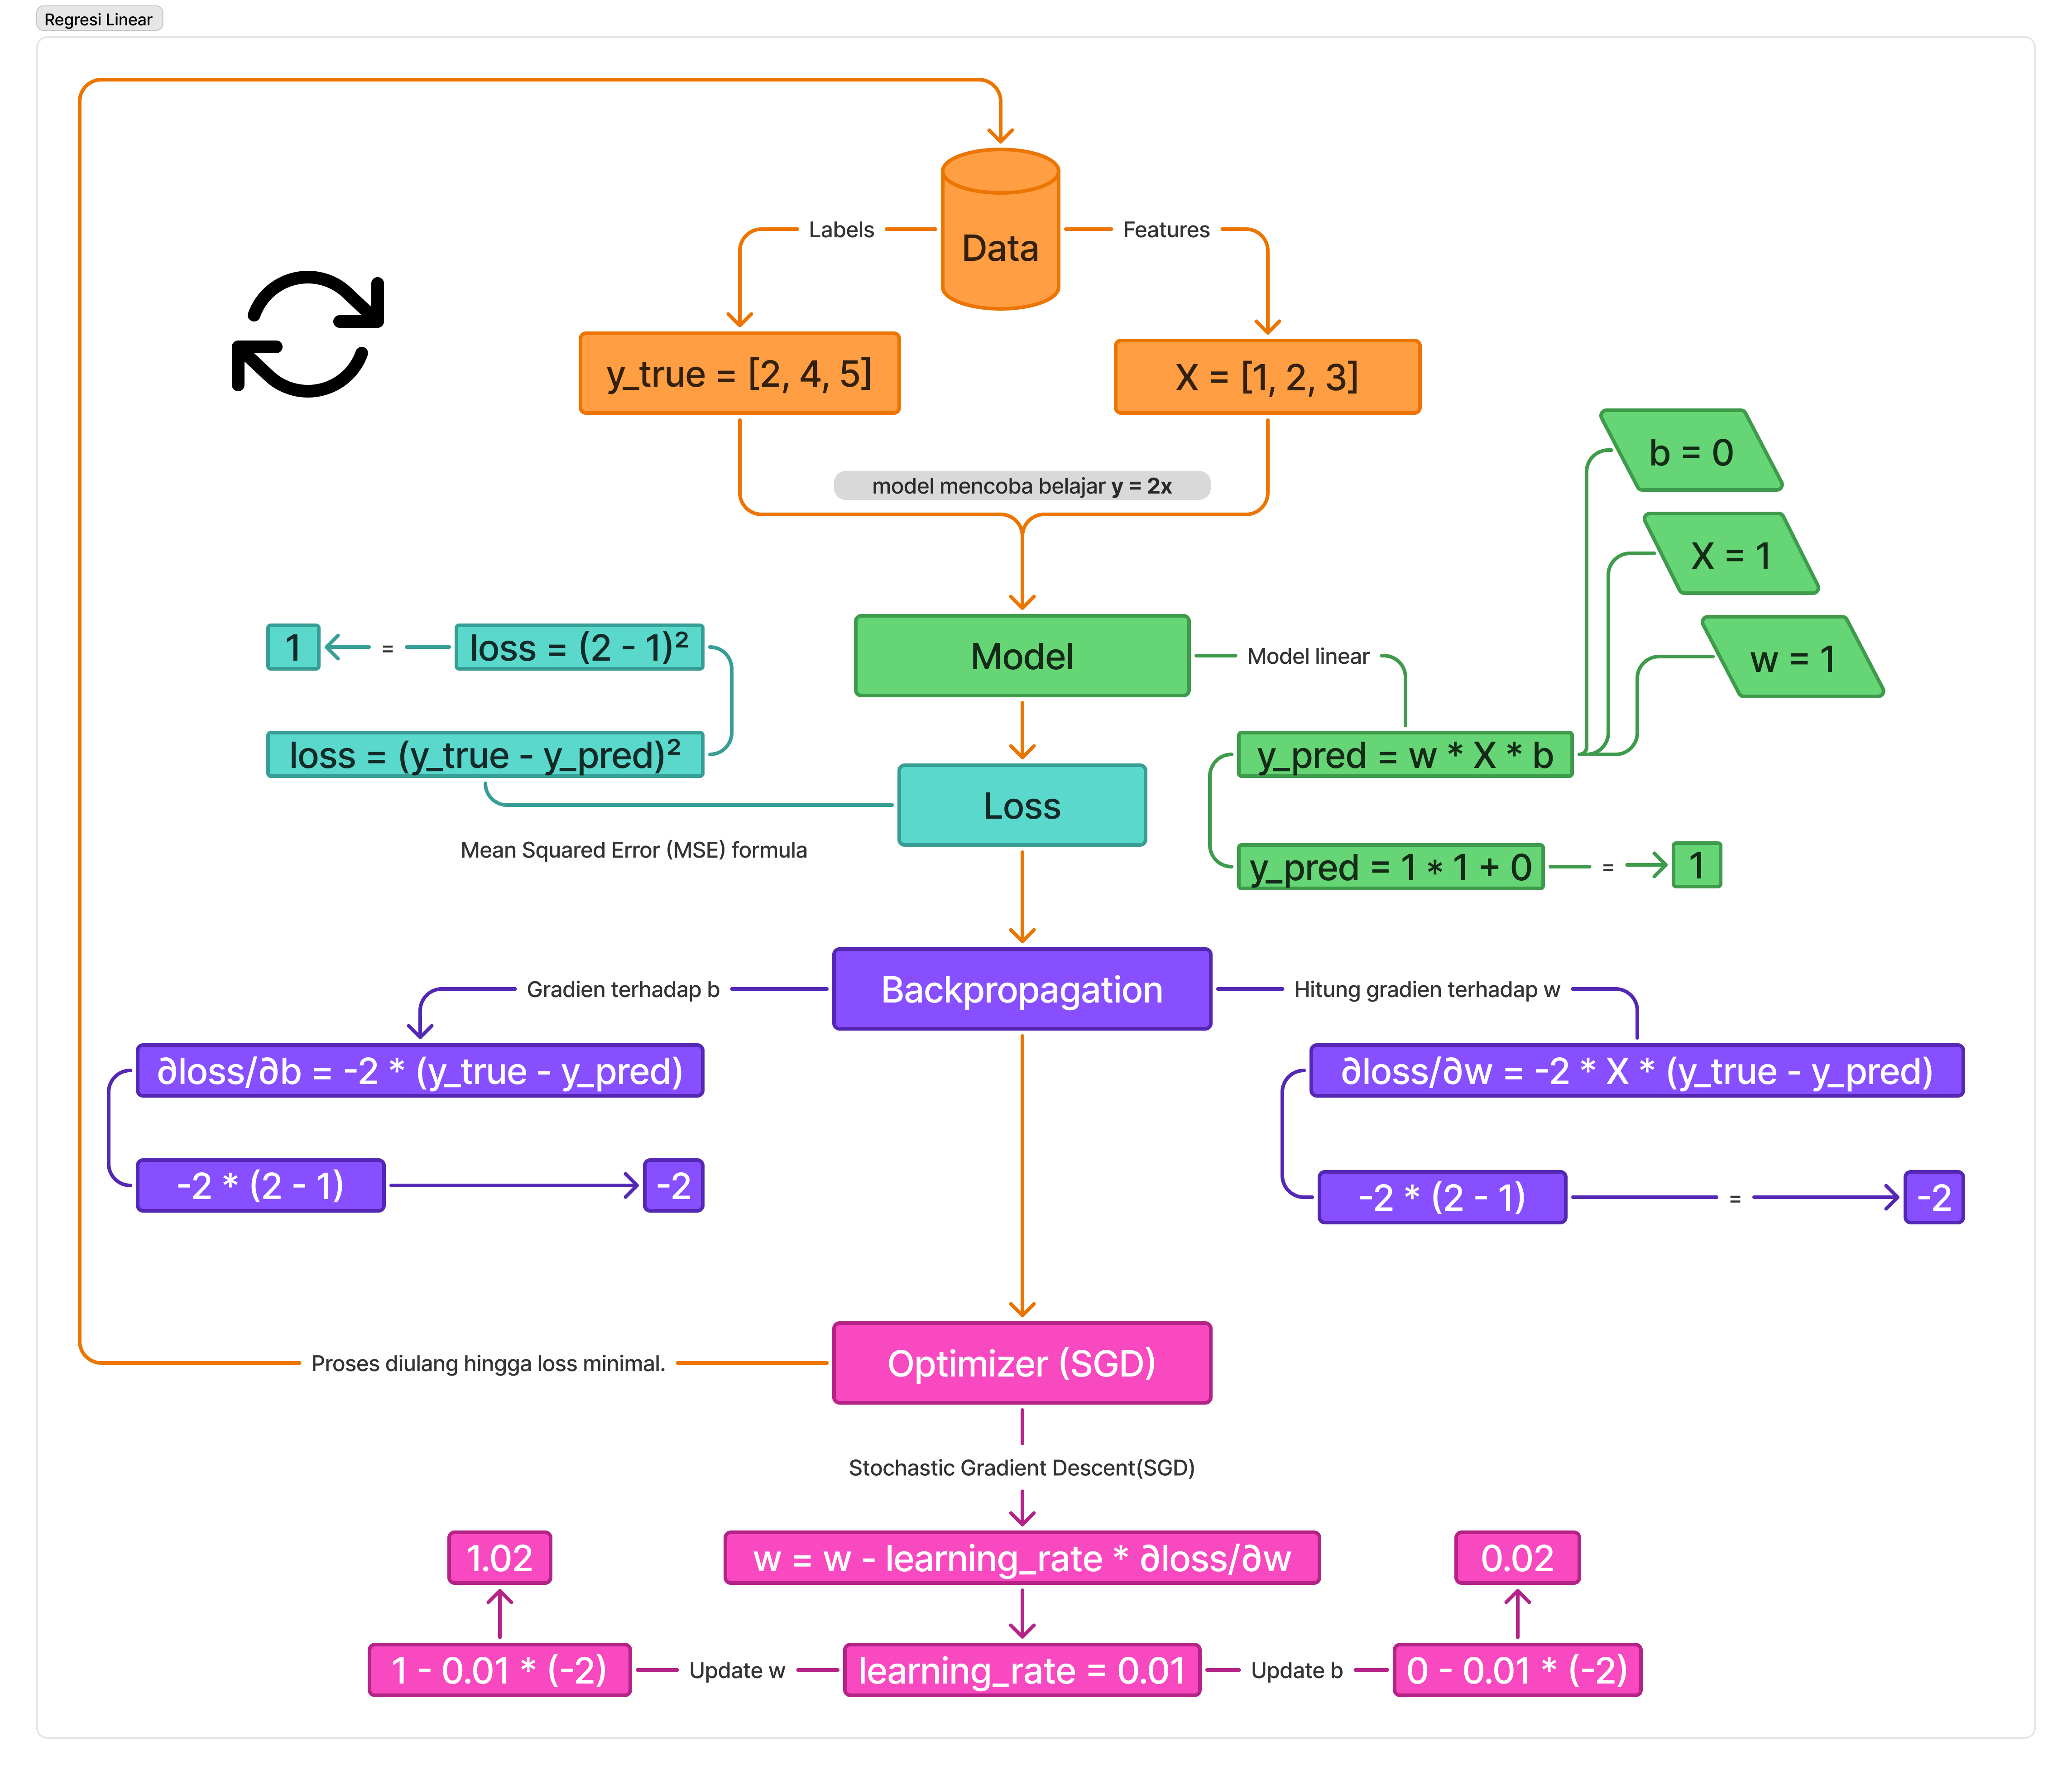 Regresi Linear
Data
Labels
Features
y_true = [2, 4, 5]
X = [1, 2, 3]
model mencoba belajar y = 2x
b = 0
X = 1
w = 1
Model
Model linear
y_pred = w * X * b
y_pred = 1 * 1 + 0
=
1
Loss
loss = (y_true - y_pred)²
loss = (2 - 1)²
=
1
Mean Squared Error (MSE) formula
Backpropagation
Gradien terhadap b
∂loss/∂b = -2 * (y_true - y_pred)
-2 * (2 - 1)
-2
Hitung gradien terhadap w
∂loss/∂w = -2 * X * (y_true - y_pred)
-2 * (2 - 1)
=
-2
Optimizer (SGD)
Proses diulang hingga loss minimal.
Stochastic Gradient Descent(SGD)
w = w - learning_rate * ∂loss/∂w
learning_rate = 0.01
Update w
1 - 0.01 * (-2)
1.02
Update b
0 - 0.01 * (-2)
0.02